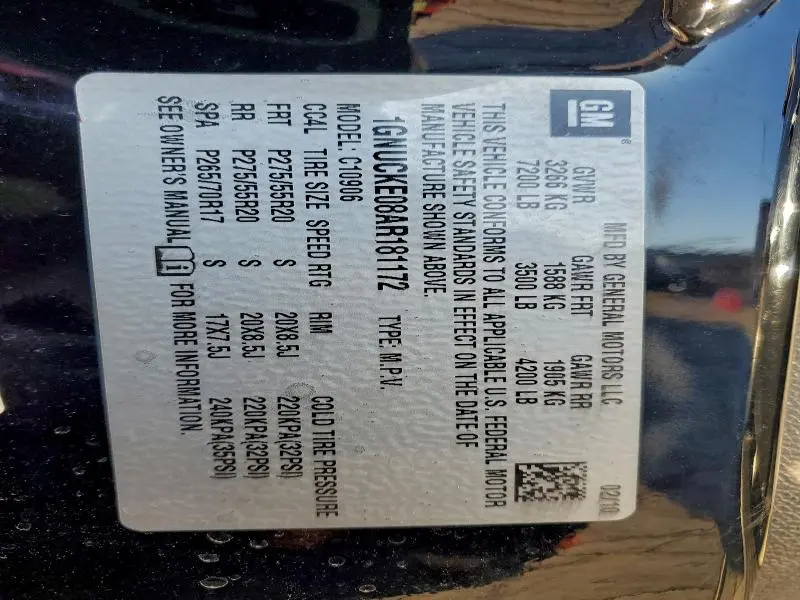 GM ®
MFD BY GENERAL MOTORS LLC 02/10
GVWR GAWR FRT GAWR RR
3266 KG 1588 KG 1905 KG
7200 LB 3500 LB 4200 LB
THIS VEHICLE CONFORMS TO ALL APPLICABLE U.S. FEDERAL MOTOR
VEHICLE SAFETY STANDARDS IN EFFECT ON THE DATE OF
MANUFACTURE SHOWN ABOVE.
1GNUCKE08AR181172 TYPE: M.P.V.
MODEL: C10906
CC4L TIRE SIZE SPEED RTG RIM COLD TIRE PRESSURE
FRT P275/55R20 S 20X8.5J 220KPA(32PSI)
RR P275/55R20 S 20X8.5J 220KPA(32PSI)
SPA P265/70R17 S 17X7.5J 240KPA(35PSI)
SEE OWNER'S MANUAL i FOR MORE INFORMATION.